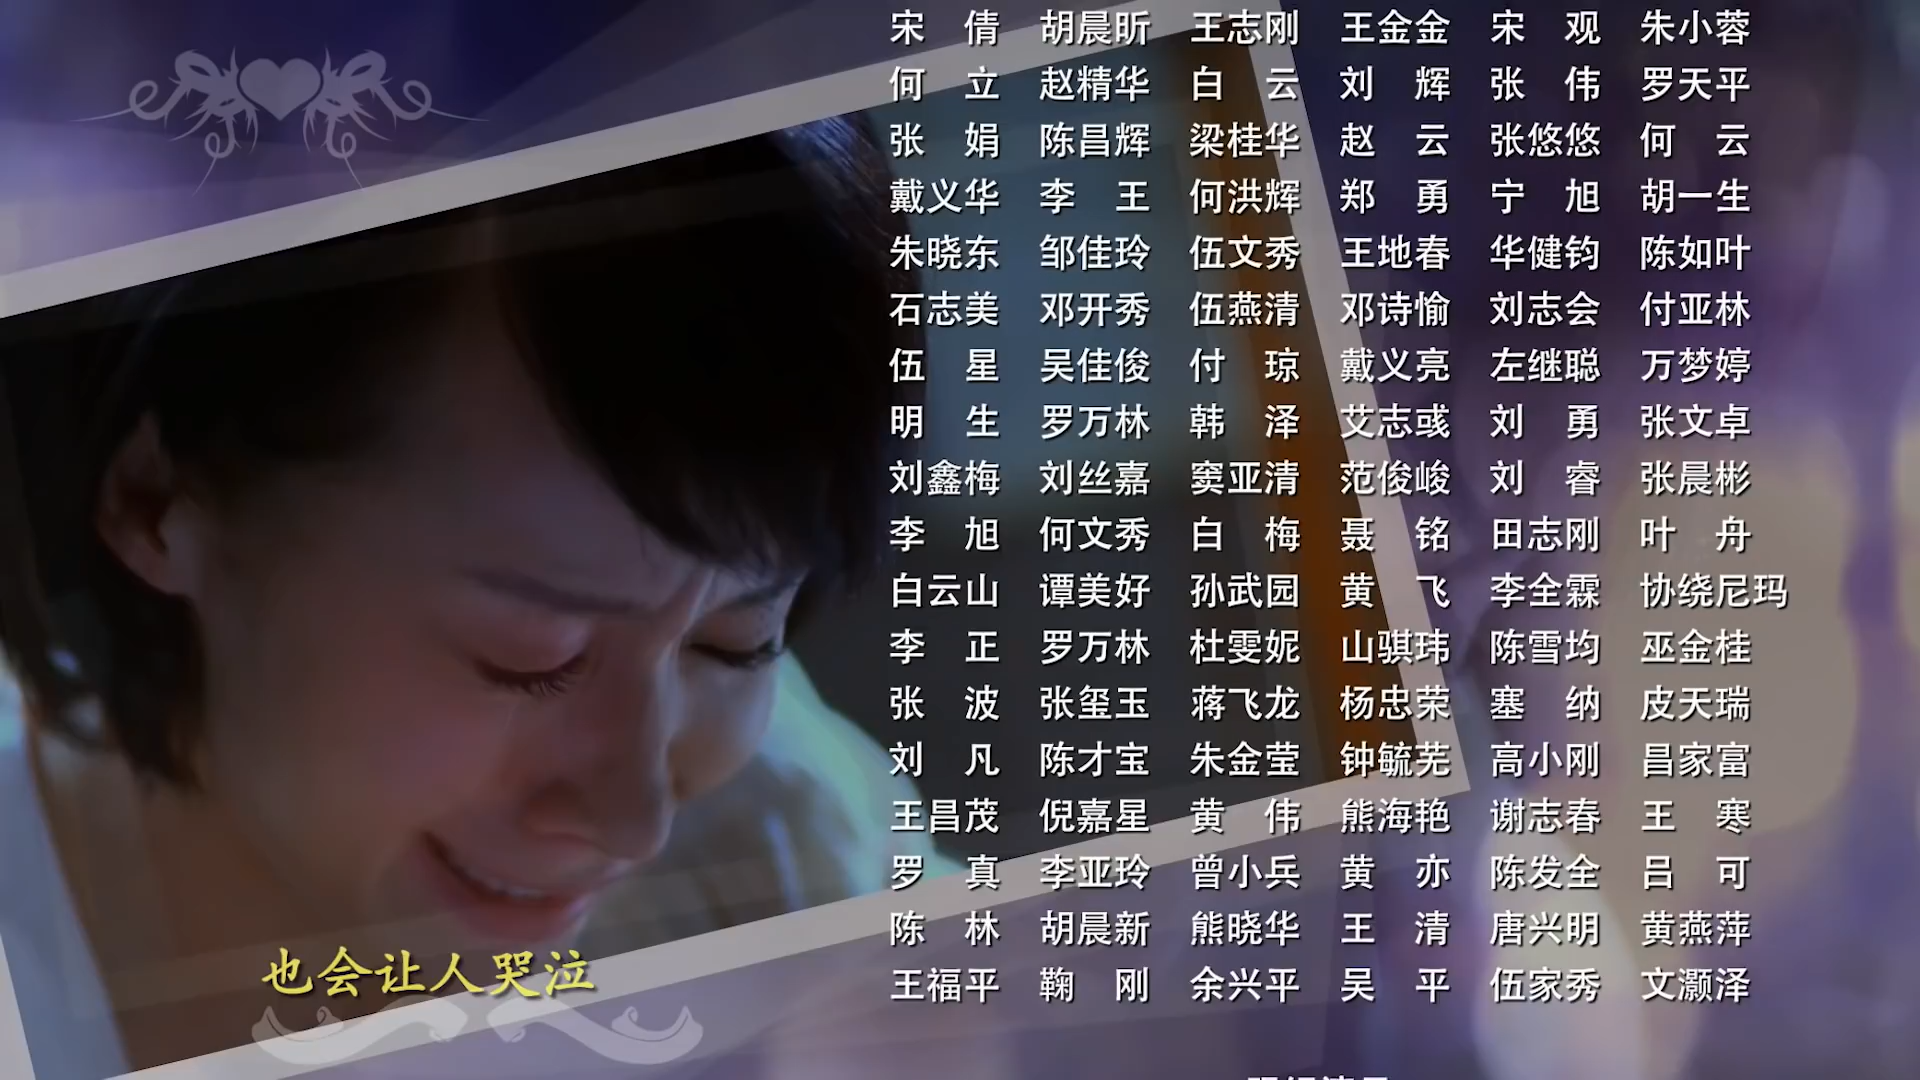 宋　倩　胡晨昕　王志刚　王金金　宋　观　朱小蓉
何　立　赵精华　白　云　刘　辉　张　伟　罗天平
张　娟　陈昌辉　梁桂华　赵　云　张悠悠　何　云
戴义华　李　王　何洪辉　郑　勇　宁　旭　胡一生
朱晓东　邹佳玲　伍文秀　王地春　华健钧　陈如叶
石志美　邓开秀　伍燕清　邓诗愉　刘志会　付亚林
伍　星　吴佳俊　付　琼　戴义亮　左继聪　万梦婷
明　生　罗万林　韩　泽　艾志彧　刘　勇　张文卓
刘鑫梅　刘丝嘉　窦亚清　范俊峻　刘　睿　张晨彬
李　旭　何文秀　白　梅　聂　铭　田志刚　叶　舟
白云山　谭美好　孙武园　黄　飞　李全霖　协绕尼玛
李　正　罗万林　杜雯妮　山骐玮　陈雪均　巫金桂
张　波　张玺玉　蒋飞龙　杨忠荣　塞　纳　皮天瑞
刘　凡　陈才宝　朱金莹　钟毓芜　高小刚　昌家富
王昌茂　倪嘉星　黄　伟　熊海艳　谢志春　王　寒
罗　真　李亚玲　曾小兵　黄　亦　陈发全　吕　可
陈　林　胡晨新　熊晓华　王　清　唐兴明　黄燕萍
王福平　鞠　刚　余兴平　吴　平　伍家秀　文灏泽
也会让人哭泣